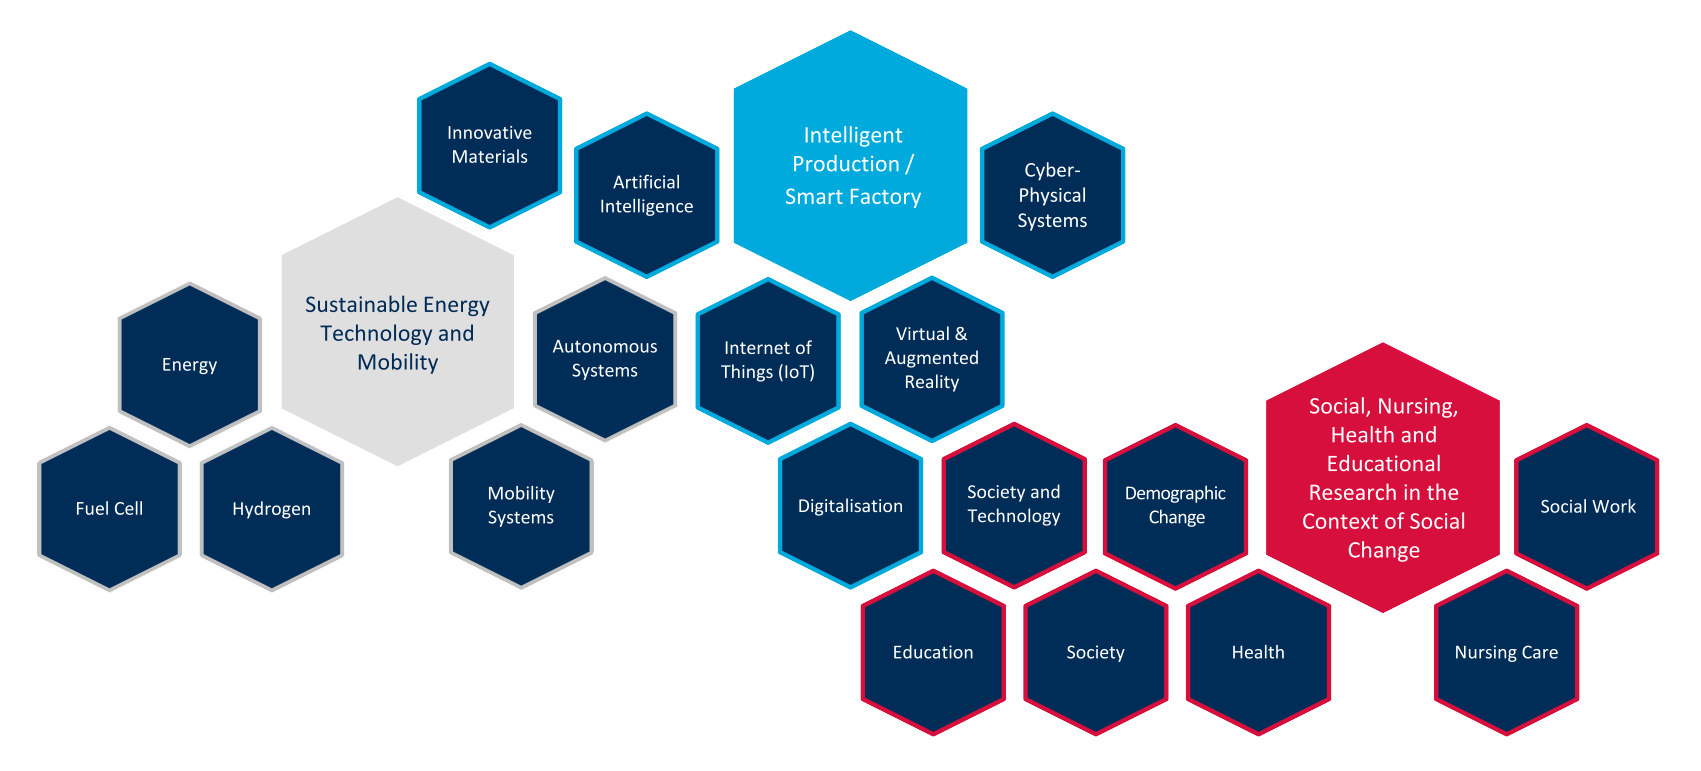 Innovative
Materials
Artificial
Intelligence
Intelligent
Production /
Smart Factory
Cyber-
Physical
Systems
Sustainable Energy
Technology and
Mobility
Energy
Autonomous
Systems
Internet of
Things (IoT)
Virtual &
Augmented
Reality
Fuel Cell
Hydrogen
Mobility
Systems
Digitalisation
Society and
Technology
Demographic
Change
Social, Nursing,
Health and
Educational
Research in the
Context of Social
Change
Social Work
Education
Society
Health
Nursing Care